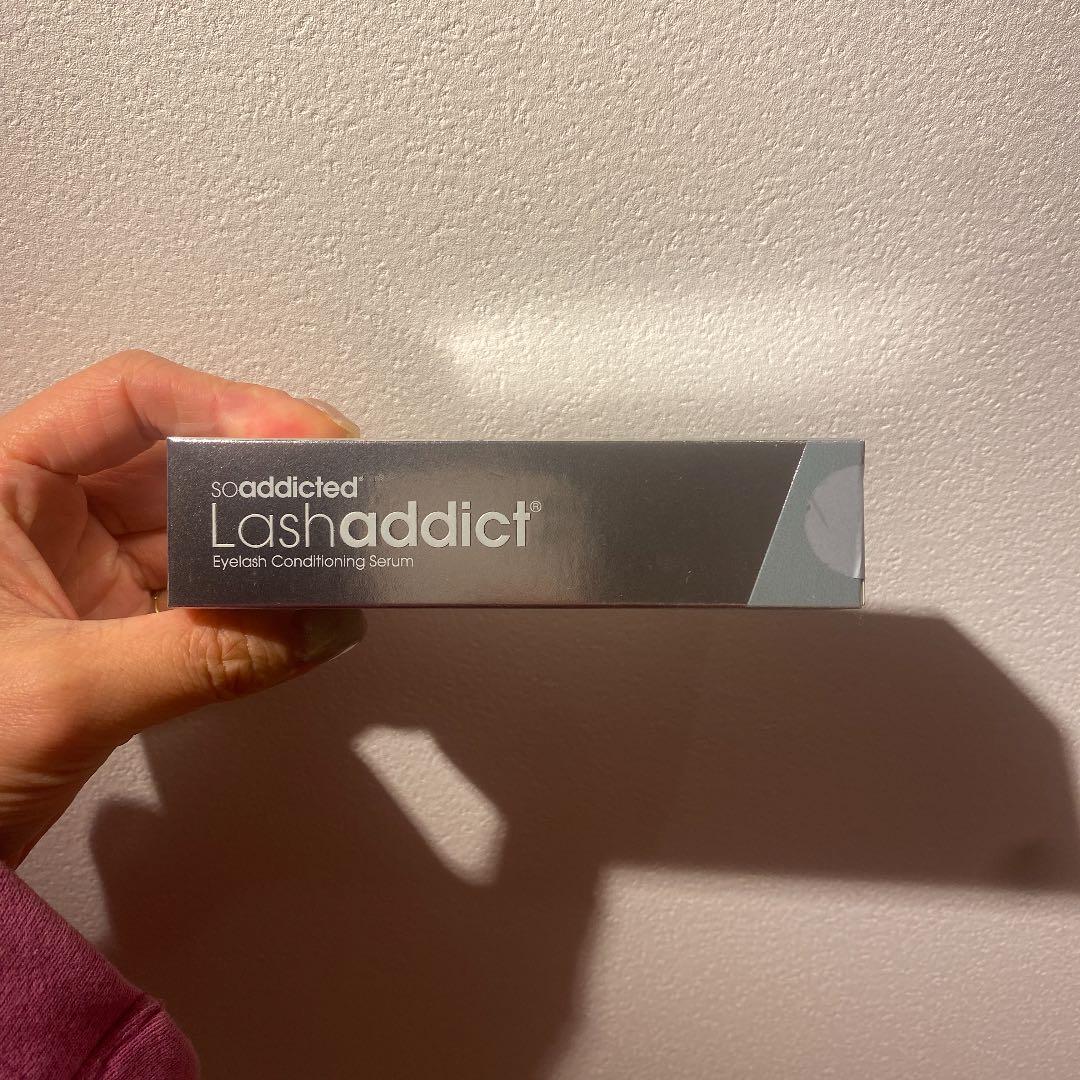 soaddicted®
Lashaddict®
Eyelash Conditioning Serum